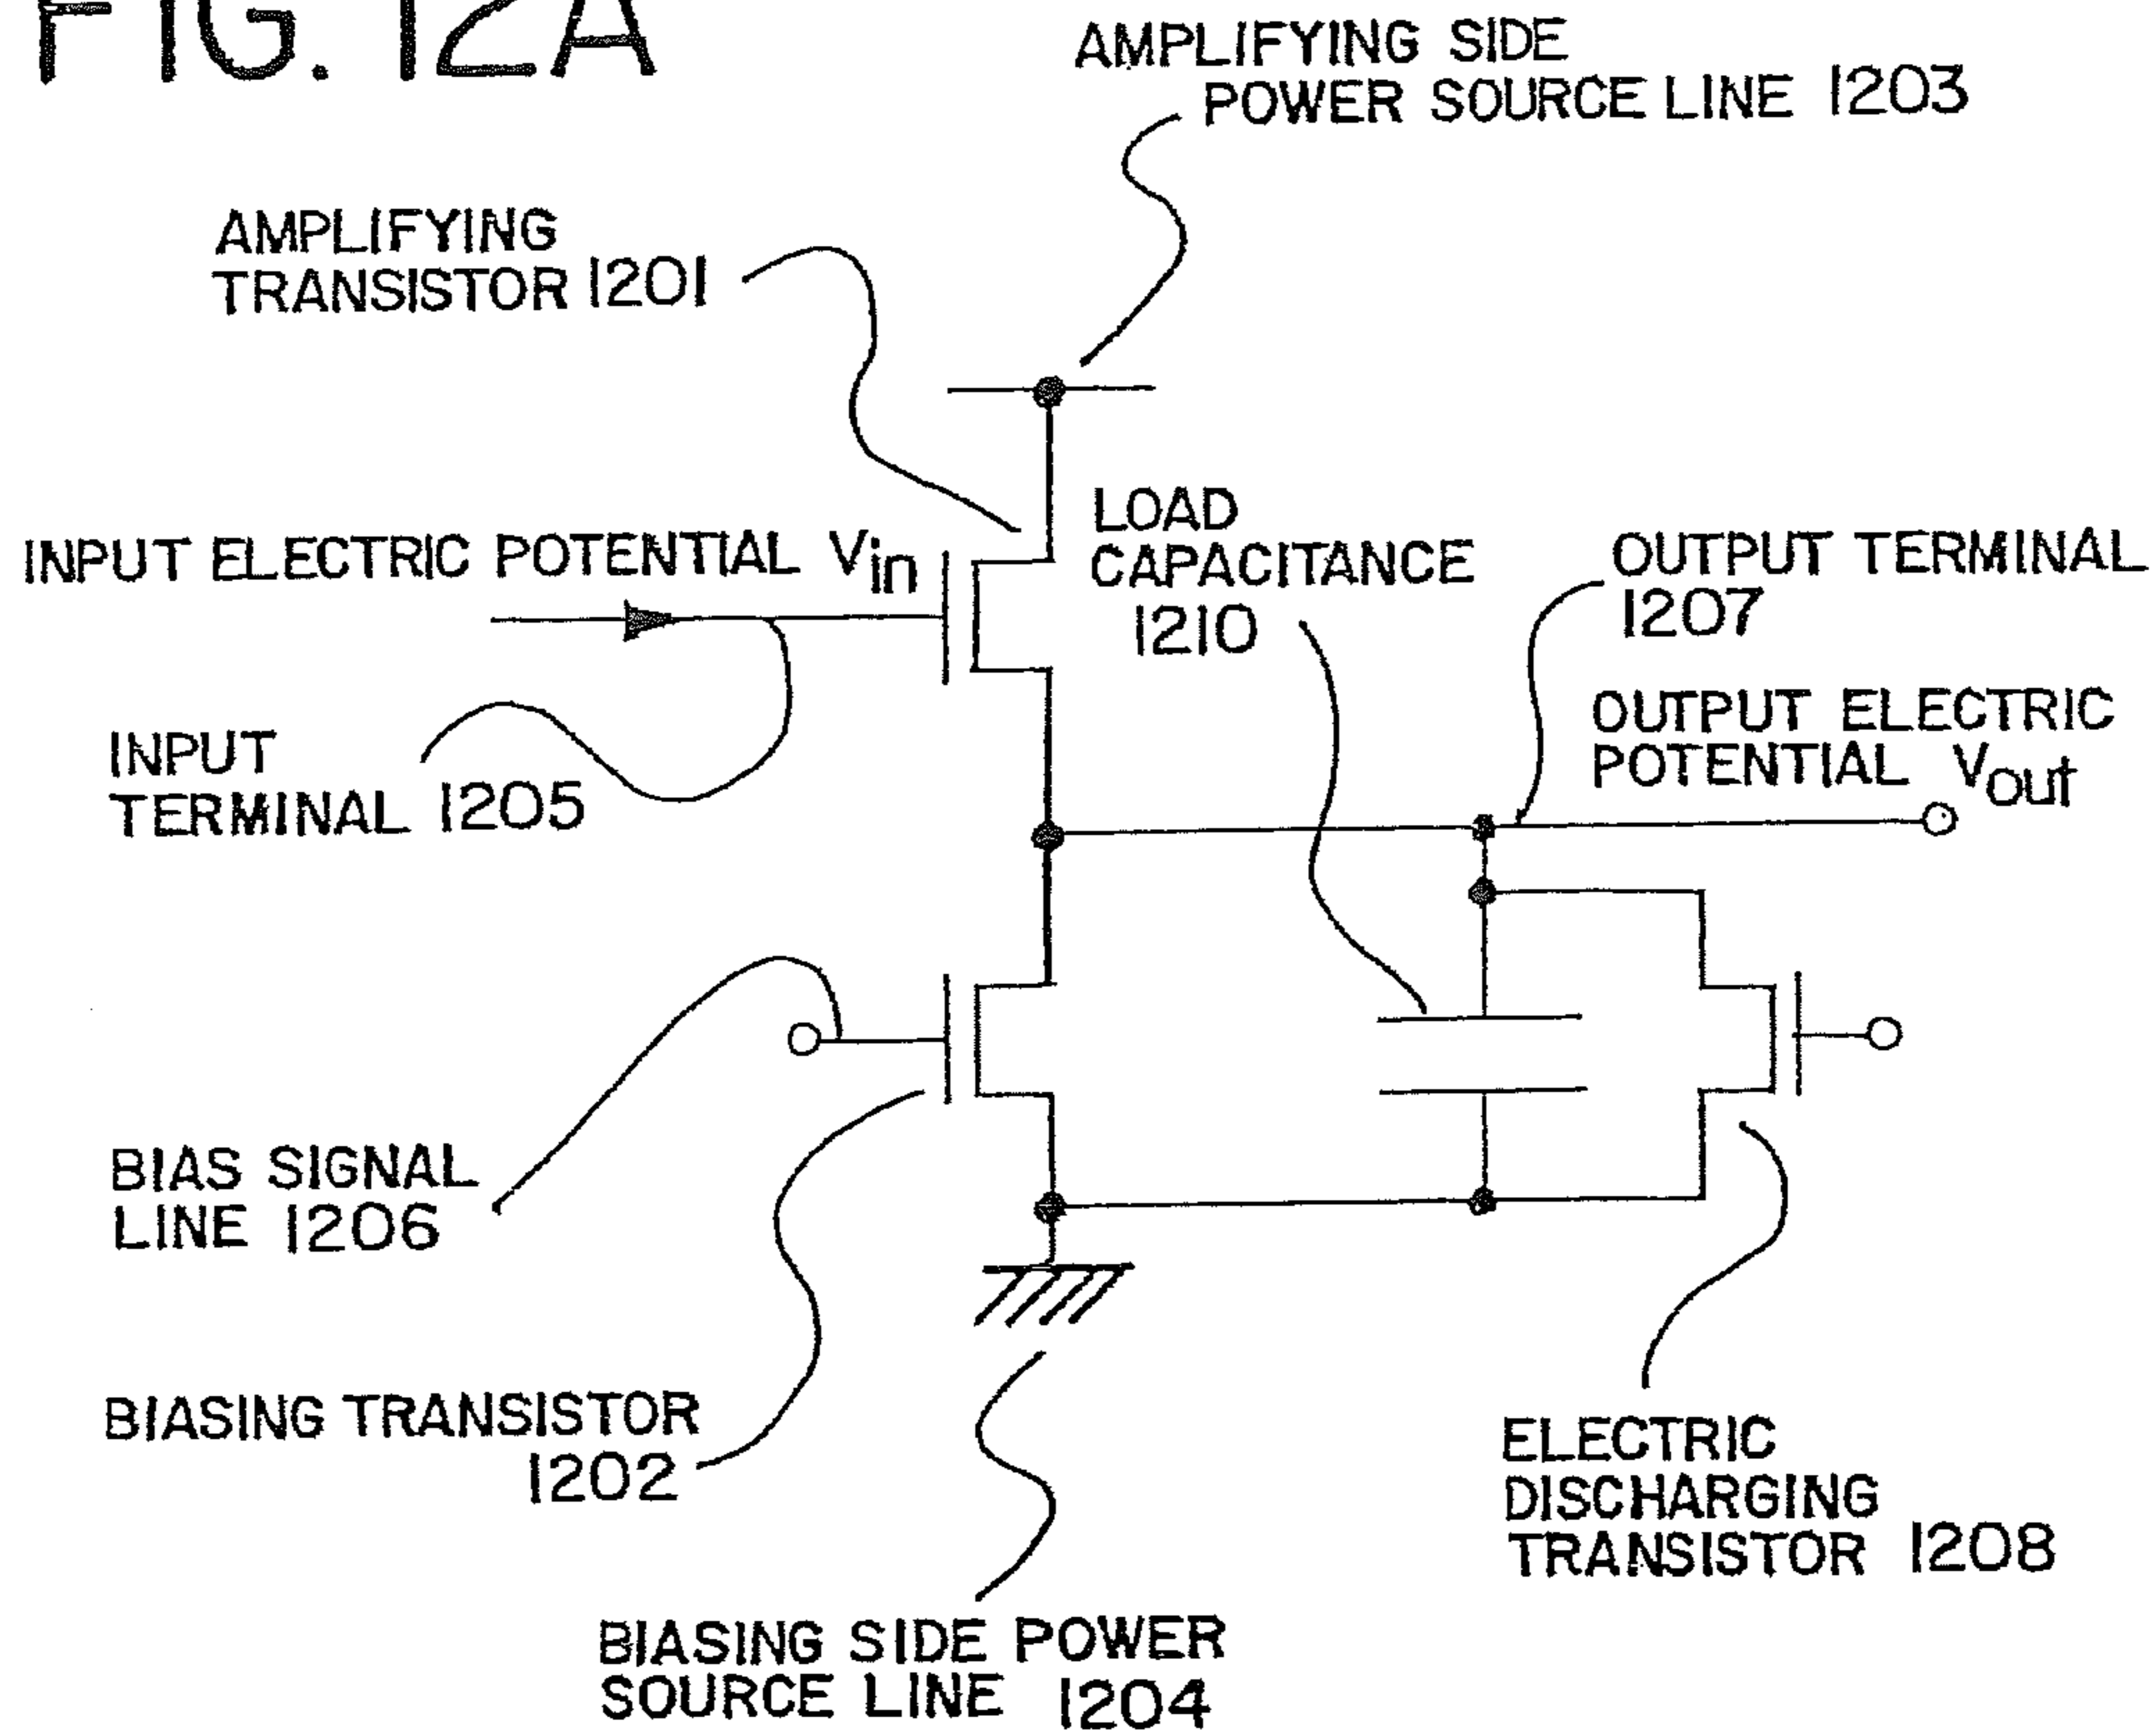 FIG. 12A
AMPLIFYING SIDE
POWER SOURCE LINE 1203
AMPLIFYING
TRANSISTOR 1201
INPUT ELECTRIC POTENTIAL Vin
LOAD
CAPACITANCE
1210
OUTPUT TERMINAL
1207
OUTPUT ELECTRIC
POTENTIAL Vout
INPUT
TERMINAL 1205
BIAS SIGNAL
LINE 1206
BIASING TRANSISTOR
1202
ELECTRIC
DISCHARGING
TRANSISTOR 1208
BIASING SIDE POWER
SOURCE LINE 1204